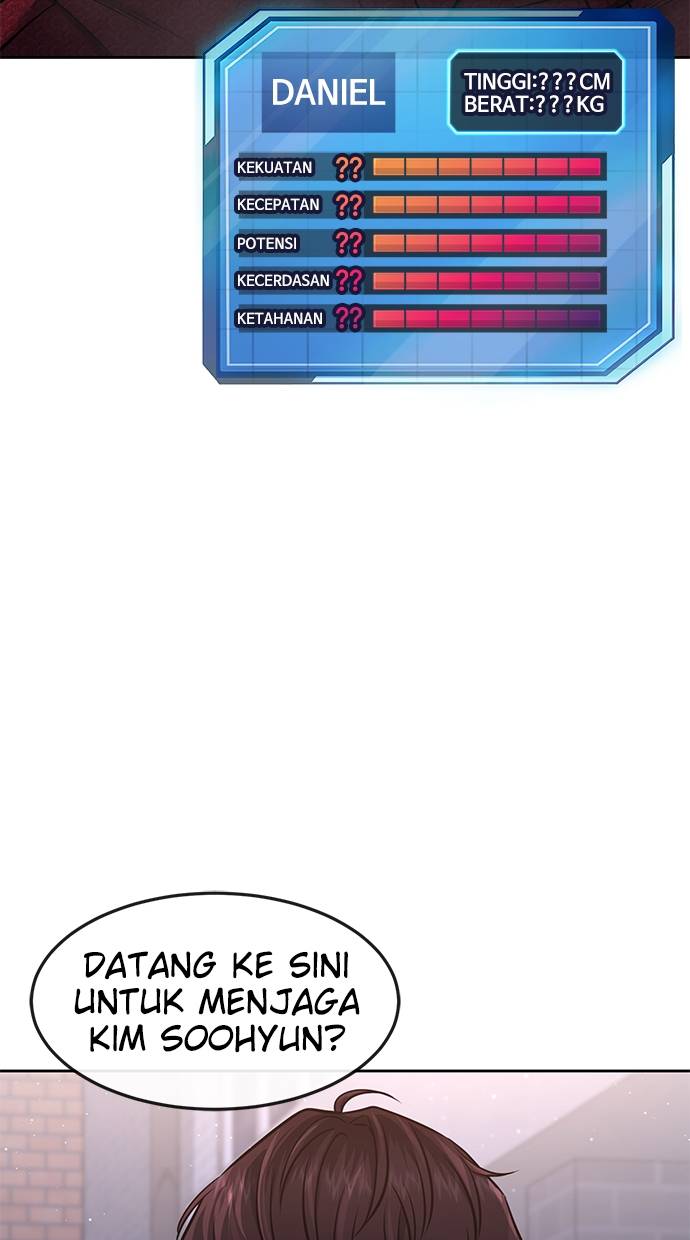 DANIEL
TINGGI:???CM
BERAT:???KG
KEKUATAN ??
KECEPATAN ??
POTENSI ??
KECERDASAN ??
KETAHANAN ??
DATANG KE SINI
UNTUK MENJAGA
KIM SOOHYUN?